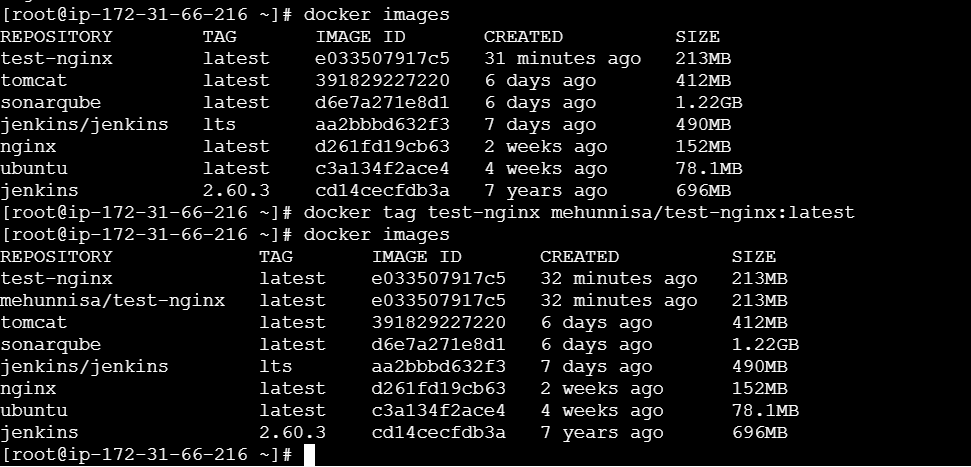 [root@ip-172-31-66-216 ~]# docker images
REPOSITORY TAG IMAGE ID CREATED SIZE
test-nginx latest e033507917c5 31 minutes ago 213MB
tomcat latest 391829227220 6 days ago 412MB
sonarqube latest d6e7a271e8d1 6 days ago 1.22GB
jenkins/jenkins lts aa2bbbd632f3 7 days ago 490MB
nginx latest d261fd19cb63 2 weeks ago 152MB
ubuntu latest c3a134f2ace4 4 weeks ago 78.1MB
jenkins 2.60.3 cd14cecfdb3a 7 years ago 696MB
[root@ip-172-31-66-216 ~]# docker tag test-nginx mehunnisa/test-nginx:latest
[root@ip-172-31-66-216 ~]# docker images
REPOSITORY TAG IMAGE ID CREATED SIZE
test-nginx latest e033507917c5 32 minutes ago 213MB
mehunnisa/test-nginx latest e033507917c5 32 minutes ago 213MB
tomcat latest 391829227220 6 days ago 412MB
sonarqube latest d6e7a271e8d1 6 days ago 1.22GB
jenkins/jenkins lts aa2bbbd632f3 7 days ago 490MB
nginx latest d261fd19cb63 2 weeks ago 152MB
ubuntu latest c3a134f2ace4 4 weeks ago 78.1MB
jenkins 2.60.3 cd14cecfdb3a 7 years ago 696MB
[root@ip-172-31-66-216 ~]#